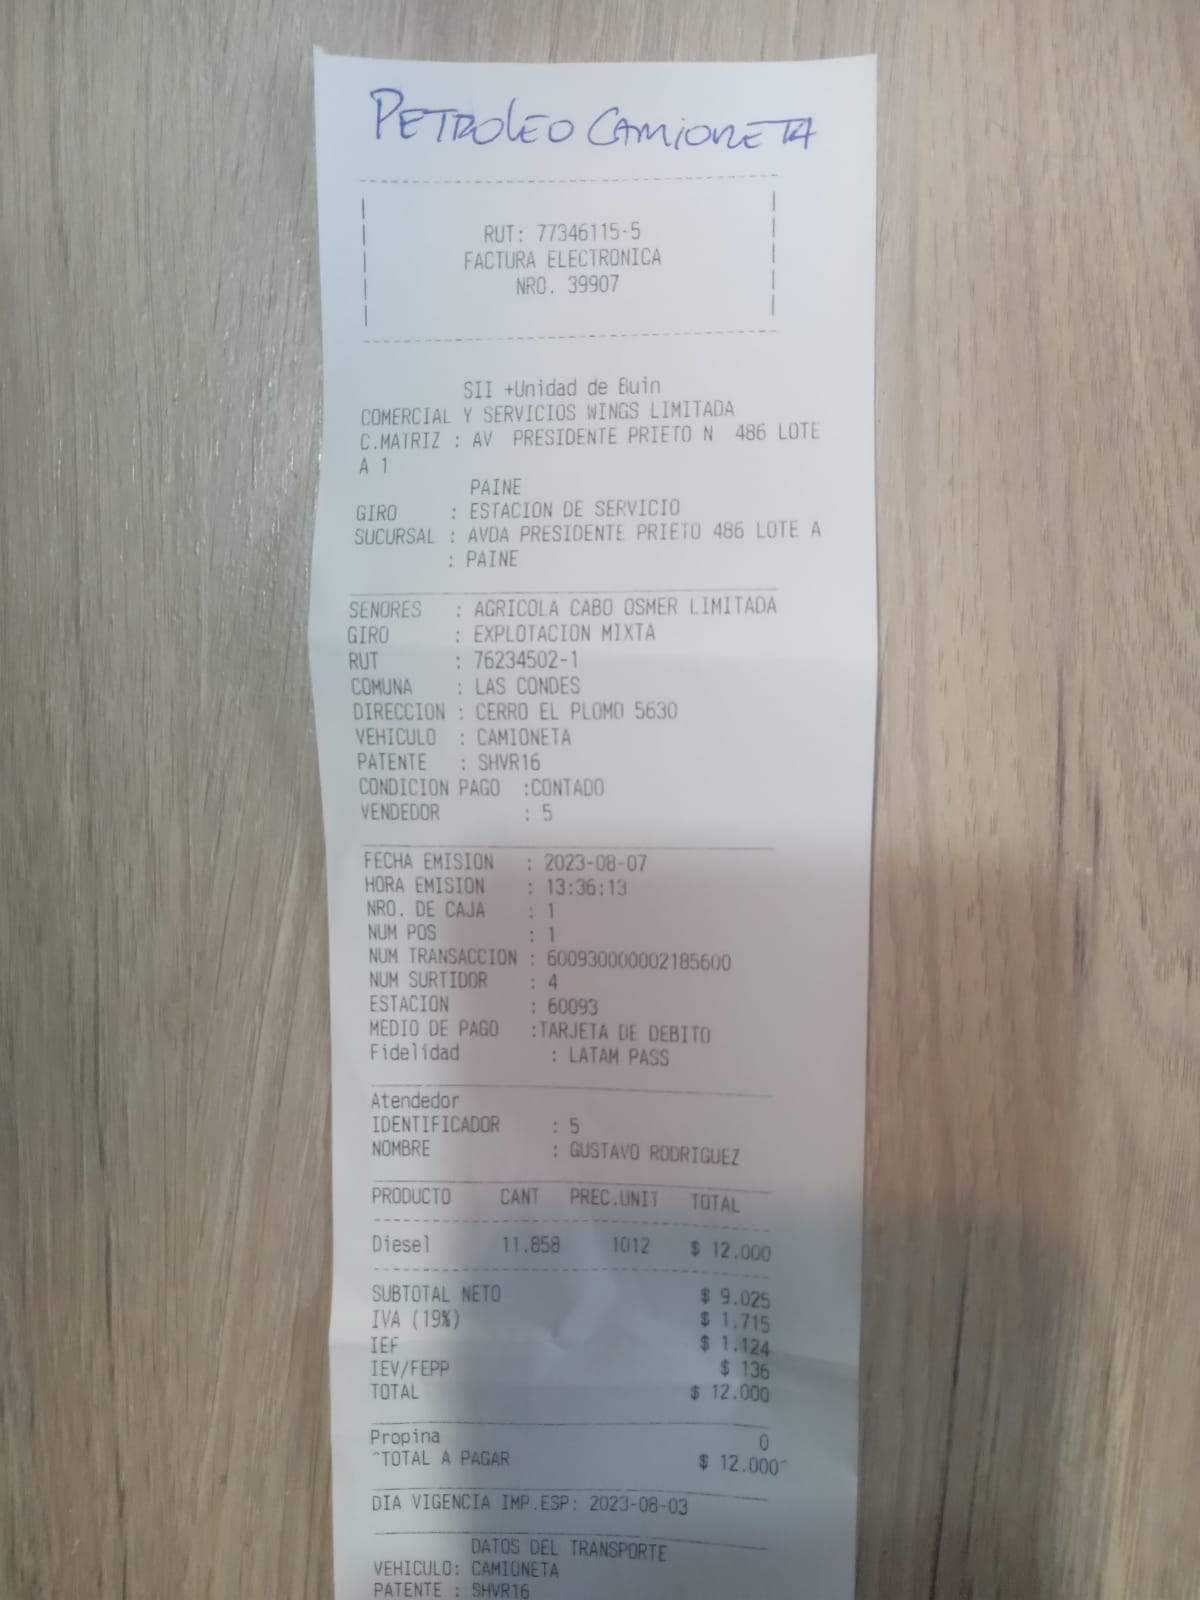 PETROLEO CAMIONETA
RUT: 77346115-5
FACTURA ELECTRONICA
NRO. 39907
SII +Unidad de Buin
COMERCIAL Y SERVICIOS WINGS LIMITADA
C.MATRIZ : AV PRESIDENTE PRIETO N 486 LOTE
A 1
PAINE
GIRO : ESTACION DE SERVICIO
SUCURSAL : AVDA PRESIDENTE PRIETO 486 LOTE A
: PAINE
SENORES : AGRICOLA CABO OSMER LIMITADA
GIRO : EXPLOTACION MIXTA
RUT : 76234502-1
COMUNA : LAS CONDES
DIRECCION : CERRO EL PLOMO 5630
VEHICULO : CAMIONETA
PATENTE : SHVR16
CONDICION PAGO :CONTADO
VENDEDOR : 5
FECHA EMISION : 2023-08-07
HORA EMISION : 13:36:13
NRO. DE CAJA : 1
NUM POS : 1
NUM TRANSACCION : 600930000002185600
NUM SURTIDOR : 4
ESTACION : 60093
MEDIO DE PAGO :TARJETA DE DEBITO
Fidelidad : LATAM PASS
Atendedor
IDENTIFICADOR : 5
NOMBRE : GUSTAVO RODRIGUEZ
PRODUCTO CANT PREC.UNIT TOTAL
Diesel 11.858 1012 $ 12.000
SUBTOTAL NETO $ 9.025
IVA (19%) $ 1.715
IEF $ 1.124
IEV/FEPP $ 136
TOTAL $ 12.000
Propina 0
^TOTAL A PAGAR $ 12.000^
DIA VIGENCIA IMP.ESP: 2023-08-03
DATOS DEL TRANSPORTE
VEHICULO: CAMIONETA
PATENTE : SHVR16